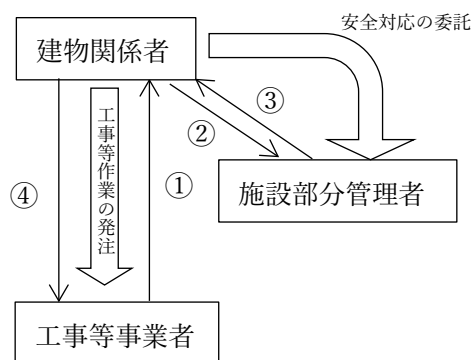 安全対応の委託
建物関係者
③
②
工事等作業の発注
①
④
施設部分管理者
工事等事業者